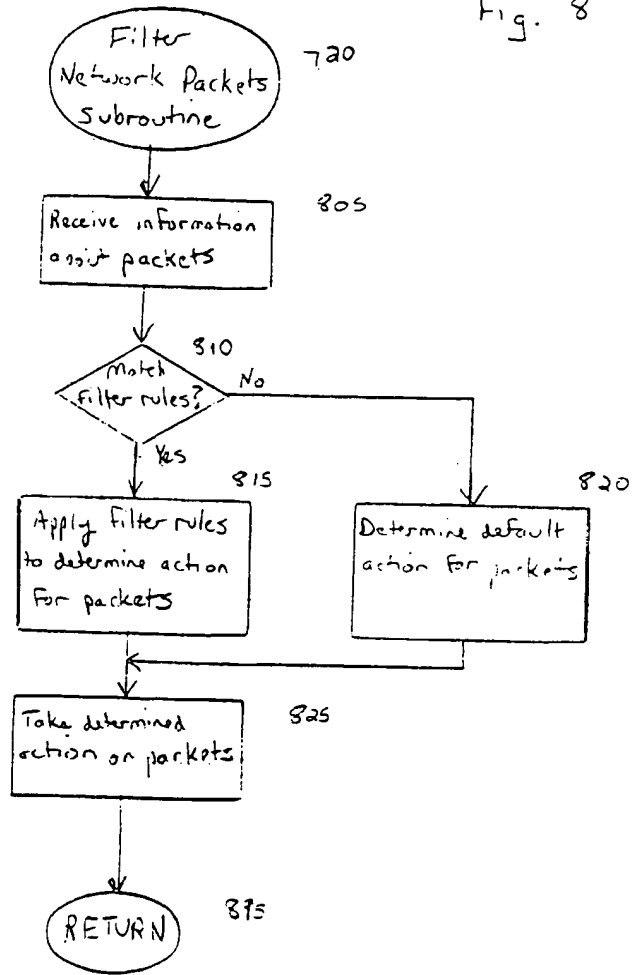 Fig. 8
Filter
Network Packets
Subroutine
720
Receive information
about packets
805
Match
Filter rules?
810
No
Yes
815
Apply Filter rules
to determine action
for packets
820
Determine default
action for packets
Take determined
action on packets
825
RETURN
895